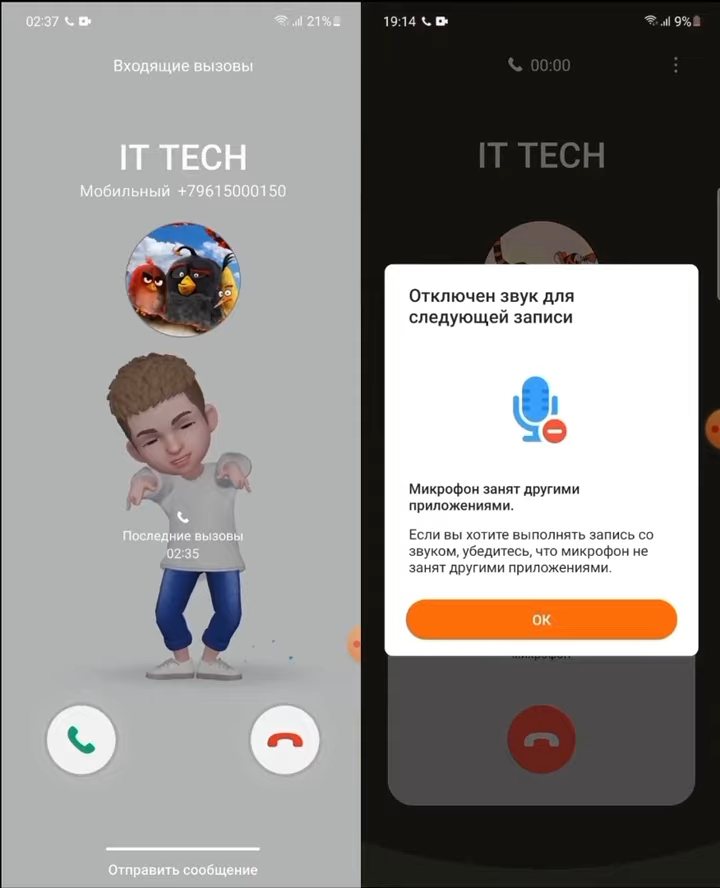 02:37
21%
Входящие вызовы
IT TECH
Мобильный +79615000150
Последние вызовы
02:35
Отправить сообщение
19:14
9%
00:00
IT TECH
Отключен звук для
следующей записи
Микрофон занят другими
приложениями.
Если вы хотите выполнять запись со
звуком, убедитесь, что микрофон не
занят другими приложениями.
ОК